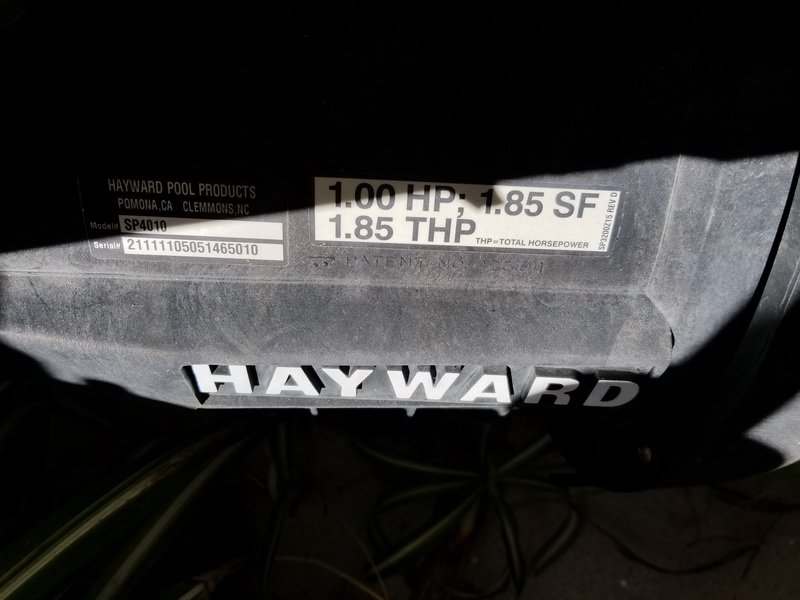 HAYWARD POOL PRODUCTS
POMONA,CA CLEMMONS,NC
Model# SP4010
Serial# 21111105051465010
1.00 HP; 1.85 SF
1.85 THP THP=TOTAL HORSEPOWER
SP3200Z15 REV D
PATENT NO.
HAYWARD